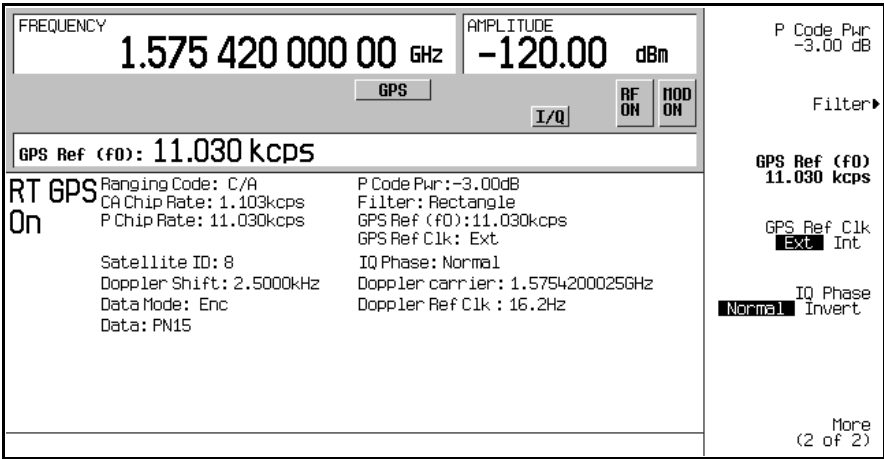 FREQUENCY
1.575 420 000 00 GHz
AMPLITUDE
-120.00 dBm
GPS
I/Q
RF ON
MOD ON
GPS Ref (f0): 11.030 kcps
RT GPS
On
Ranging Code: C/A
CA Chip Rate: 1.103kcps
P Chip Rate: 11.030kcps
Satellite ID: 8
Doppler Shift: 2.5000kHz
Data Mode: Enc
Data: PN15
P Code Pwr:-3.00dB
Filter: Rectangle
GPS Ref (f0):11.030kcps
GPS Ref Clk: Ext
IQ Phase: Normal
Doppler carrier: 1.5754200025GHz
Doppler Ref Clk : 16.2Hz
P Code Pwr
-3.00 dB
Filter
GPS Ref (f0)
11.030 kcps
GPS Ref Clk
Ext Int
IQ Phase
Normal Invert
More
(2 of 2)